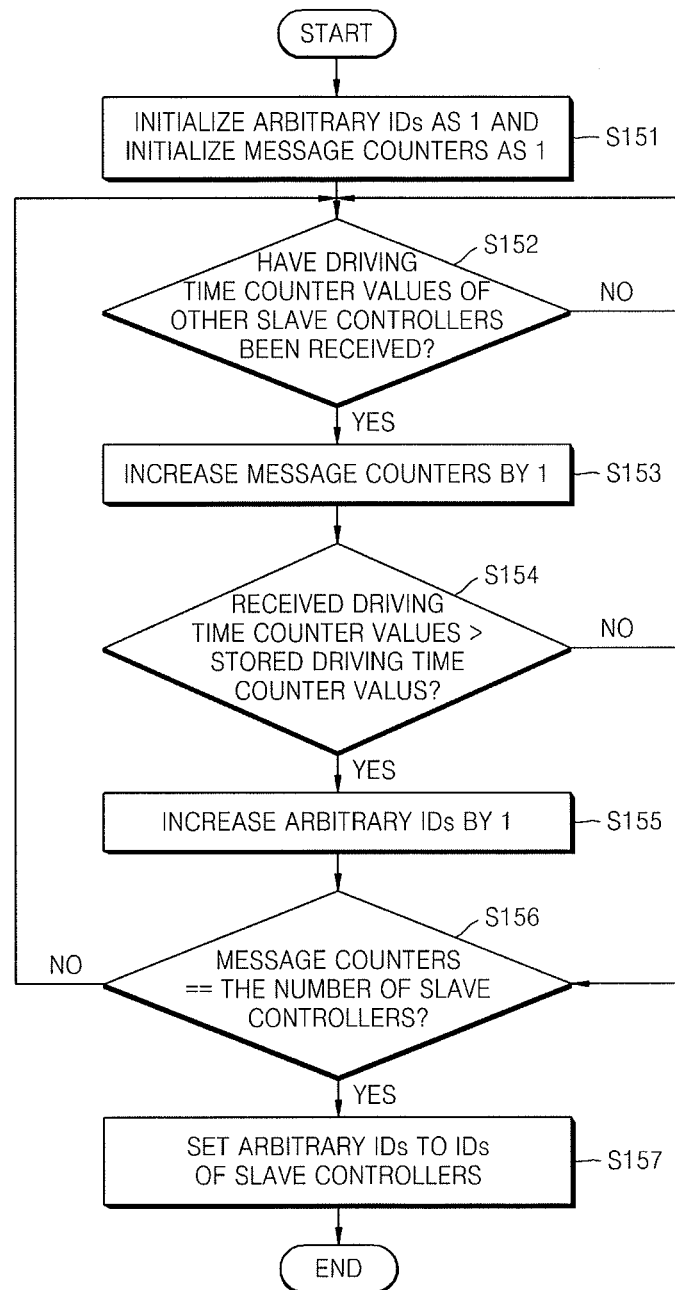 START
INITIALIZE ARBITRARY IDs AS 1 AND
INITIALIZE MESSAGE COUNTERS AS 1
S151
S152
HAVE DRIVING
TIME COUNTER VALUES OF
OTHER SLAVE CONTROLLERS
BEEN RECEIVED?
NO
YES
INCREASE MESSAGE COUNTERS BY 1
S153
S154
RECEIVED DRIVING
TIME COUNTER VALUES >
STORED DRIVING TIME
COUNTER VALUS?
NO
YES
INCREASE ARBITRARY IDs BY 1
S155
S156
MESSAGE COUNTERS
== THE NUMBER OF SLAVE
CONTROLLERS?
NO
YES
SET ARBITRARY IDs TO IDs
OF SLAVE CONTROLLERS
S157
END